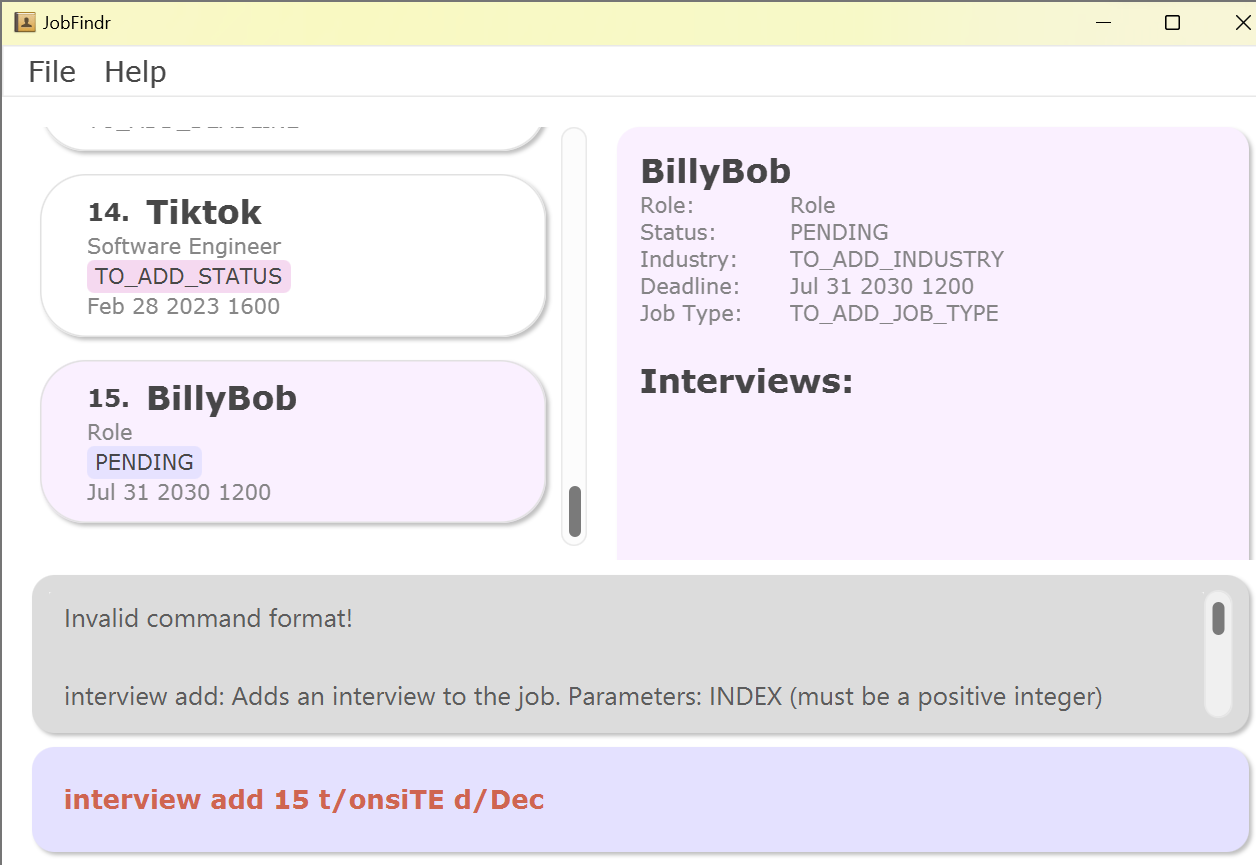 JobFindr
File Help
14. Tiktok
Software Engineer
TO_ADD_STATUS
Feb 28 2023 1600
15. BillyBob
Role
PENDING
Jul 31 2030 1200
BillyBob
Role: Role
Status: PENDING
Industry: TO_ADD_INDUSTRY
Deadline: Jul 31 2030 1200
Job Type: TO_ADD_JOB_TYPE
Interviews:
Invalid command format!
interview add: Adds an interview to the job. Parameters: INDEX (must be a positive integer)
interview add 15 t/onsiTE d/Dec